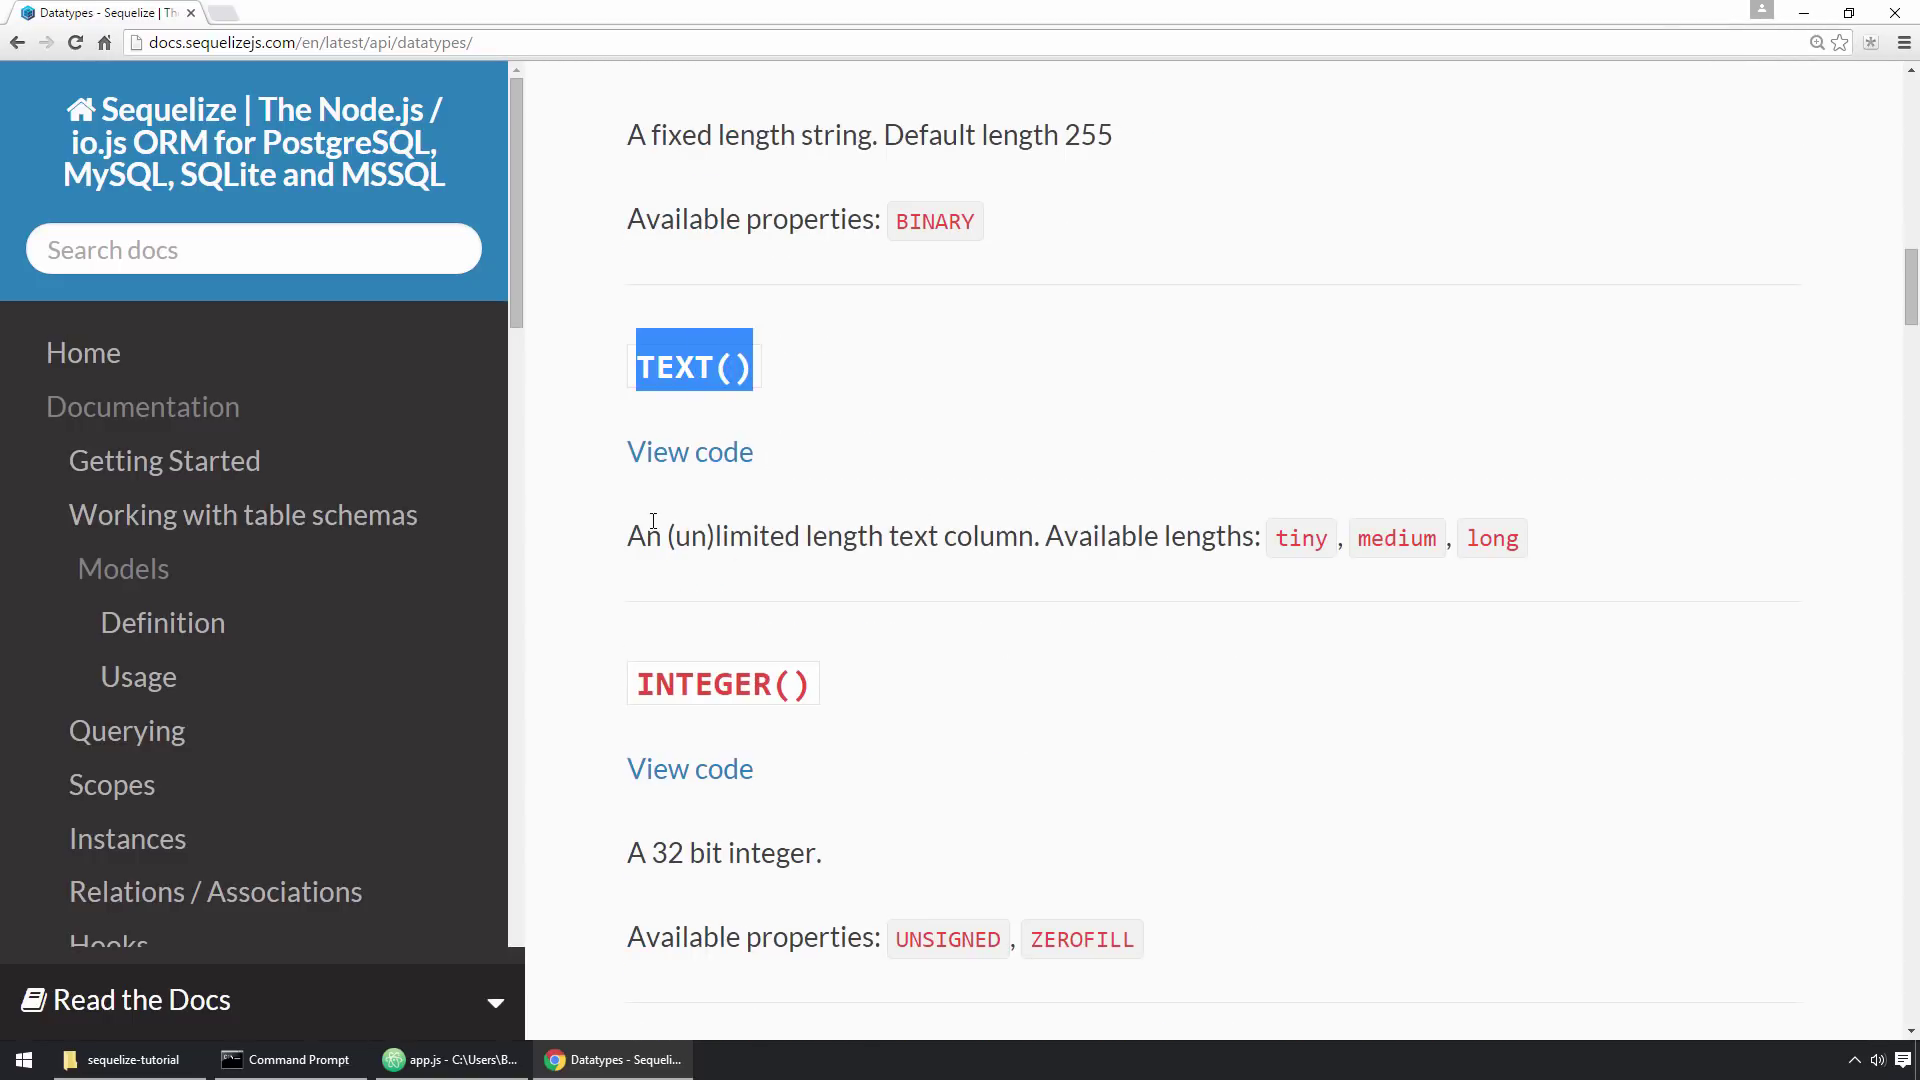 Datatypes - Sequelize | Th
docs.sequelizejs.com/en/latest/api/datatypes/
Sequelize | The Node.js /
io.js ORM for PostgreSQL,
MySQL, SQLite and MSSQL
Search docs
Home
Documentation
Getting Started
Working with table schemas
Models
Definition
Usage
Querying
Scopes
Instances
Relations / Associations
Hooks
Read the Docs
A fixed length string. Default length 255
Available properties: BINARY
TEXT()
View code
An (un)limited length text column. Available lengths: tiny, medium, long
INTEGER()
View code
A 32 bit integer.
Available properties: UNSIGNED, ZEROFILL
sequelize-tutorial
Command Prompt
app.js - C:\Users\B...
Datatypes - Sequeli...